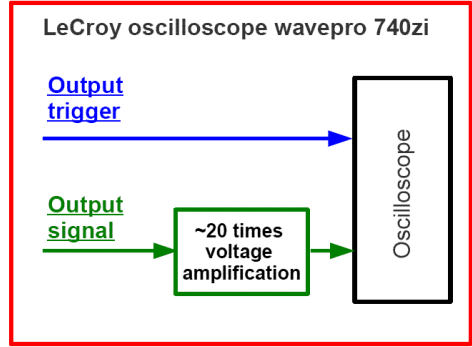 LeCroy oscilloscope wavepro 740zi
Output
trigger
Output
signal
~20 times
voltage
amplification
Oscilloscope